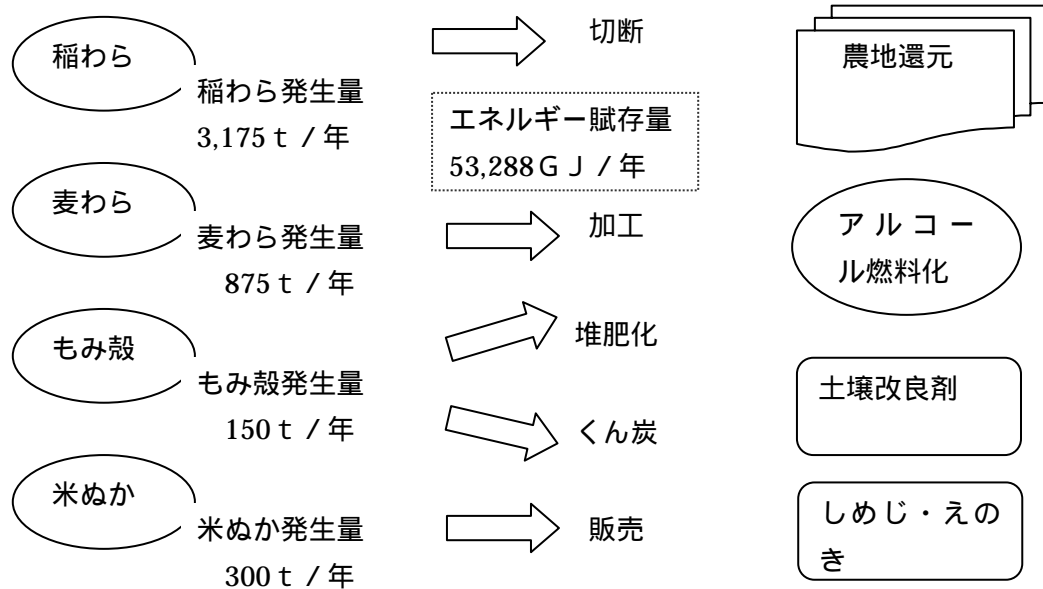 稲わら
稲わら発生量
3,175ｔ／年
切断
エネルギー賦存量
53,288ＧＪ／年
農地還元
麦わら
麦わら発生量
875ｔ／年
加工
アルコー
ル燃料化
もみ殻
もみ殻発生量
150ｔ／年
堆肥化
くん炭
土壌改良剤
米ぬか
米ぬか発生量
300ｔ／年
販売
しめじ・えの
き